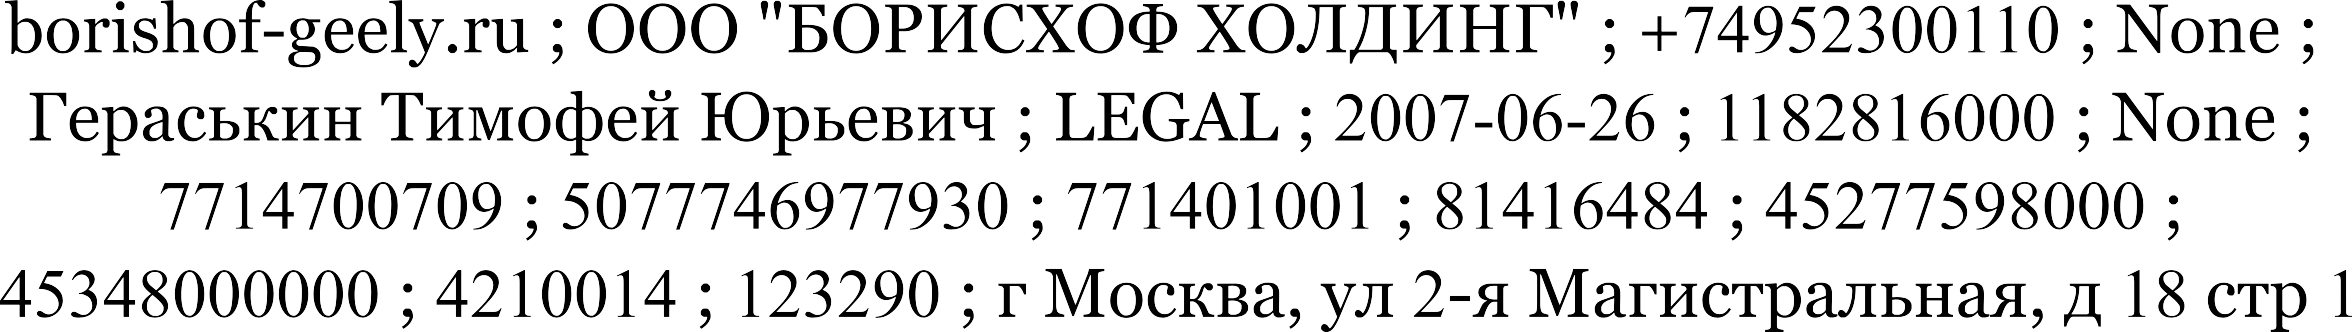 borishof-geely.ru ; ООО "БОРИСХОФ ХОЛДИНГ" ; +74952300110 ; None ;
Гераськин Тимофей Юрьевич ; LEGAL ; 2007-06-26 ; 1182816000 ; None ;
7714700709 ; 5077746977930 ; 771401001 ; 81416484 ; 45277598000 ;
45348000000 ; 4210014 ; 123290 ; г Москва, ул 2-я Магистральная, д 18 стр 1